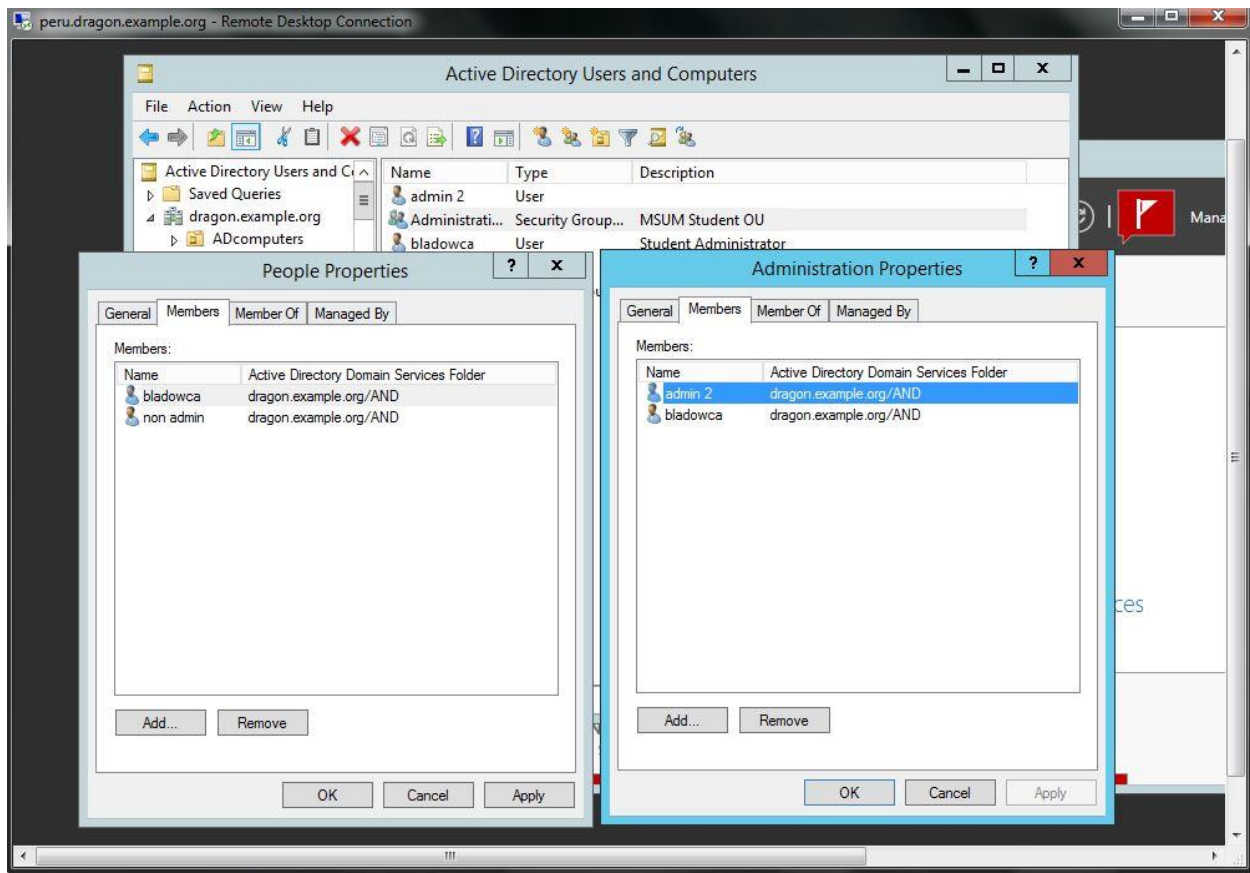 peru.dragon.example.org - Remote Desktop Connection
Active Directory Users and Computers
File Action View Help
Active Directory Users and Co
Name Type Description
Saved Queries
admin 2 User
dragon.example.org
Administrati... Security Group... MSUM Student OU
ADcomputers
bladowca User Student Administrator
Mana
People Properties
General Members Member Of Managed By
Members:
Name Active Directory Domain Services Folder
bladowca dragon.example.org/AND
non admin dragon.example.org/AND
Add... Remove
OK Cancel Apply
Administration Properties
General Members Member Of Managed By
Members:
Name Active Directory Domain Services Folder
admin 2 dragon.example.org/AND
bladowca dragon.example.org/AND
Add... Remove
OK Cancel Apply
ces